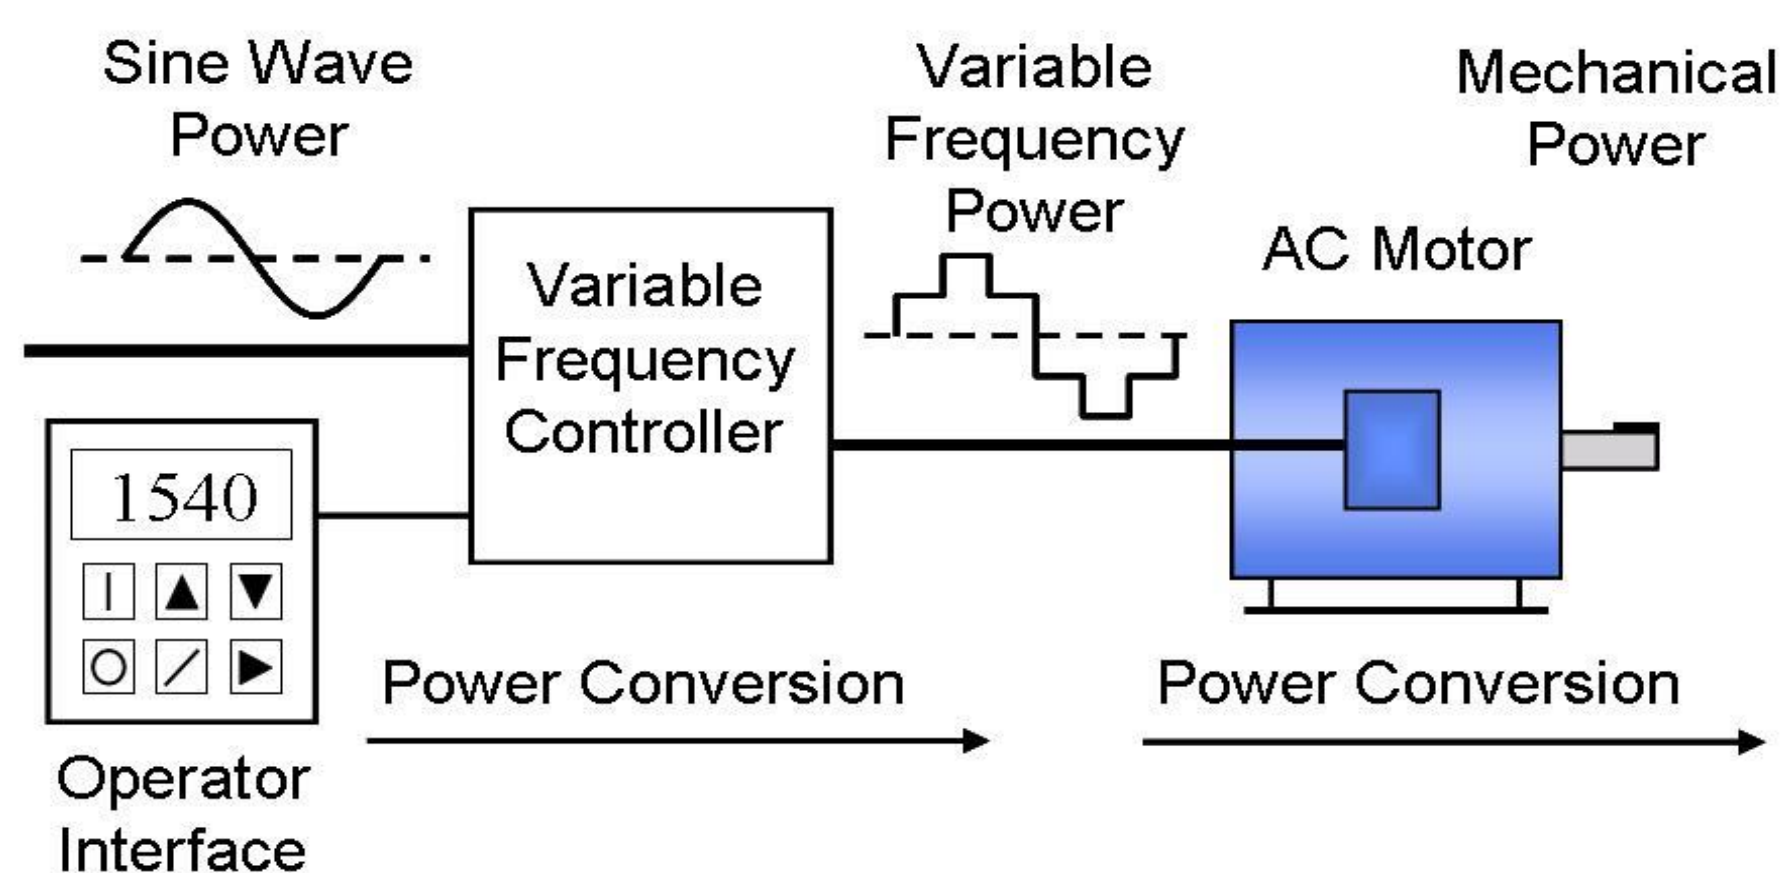 Sine Wave
Power
Variable
Frequency
Power
Mechanical
Power
AC Motor
Variable
Frequency
Controller
1540
Power Conversion
Power Conversion
Operator
Interface